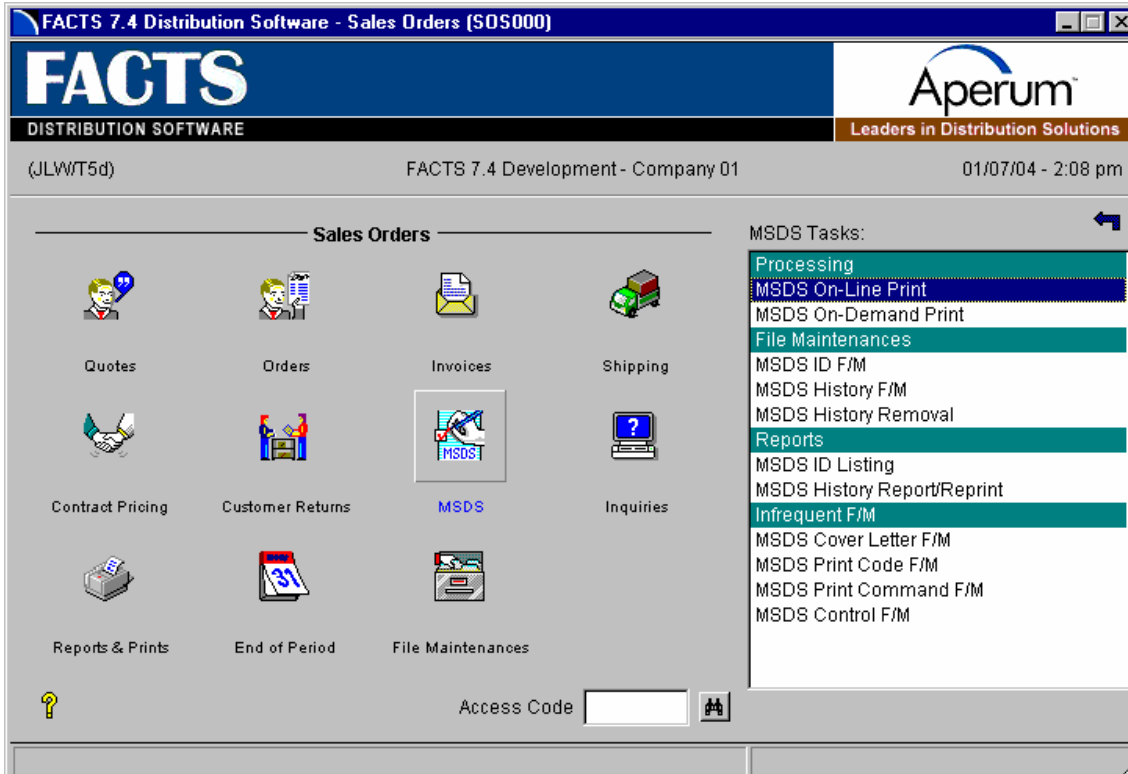 FACTS 7.4 Distribution Software - Sales Orders (SOS000)
FACTS
DISTRIBUTION SOFTWARE
Aperum™
Leaders in Distribution Solutions
(JLW/T5d)
FACTS 7.4 Development - Company 01
01/07/04 - 2:08 pm
Sales Orders
Quotes
Orders
Invoices
Shipping
MSDS
?
31
Contract Pricing
Customer Returns
MSDS
Inquiries
Reports & Prints
End of Period
File Maintenances
Access Code
MSDS Tasks:
Processing
MSDS On-Line Print
MSDS On-Demand Print
File Maintenances
MSDS ID F/M
MSDS History F/M
MSDS History Removal
Reports
MSDS ID Listing
MSDS History Report/Reprint
Infrequent F/M
MSDS Cover Letter F/M
MSDS Print Code F/M
MSDS Print Command F/M
MSDS Control F/M